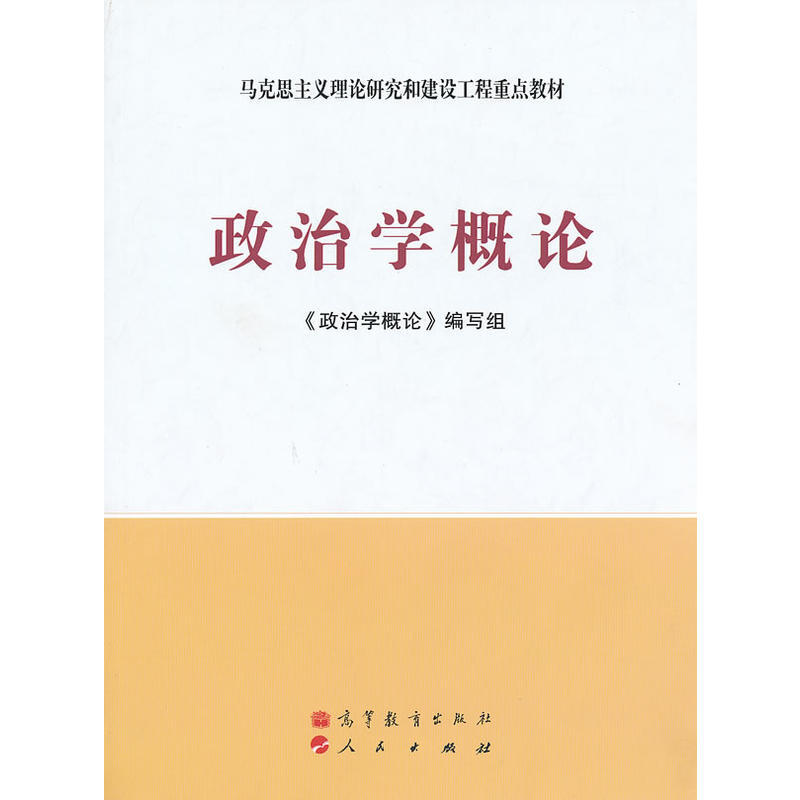 马克思主义理论研究和建设工程重点教材
政治学概论
《政治学概论》编写组
高等教育出版社
人民出版社